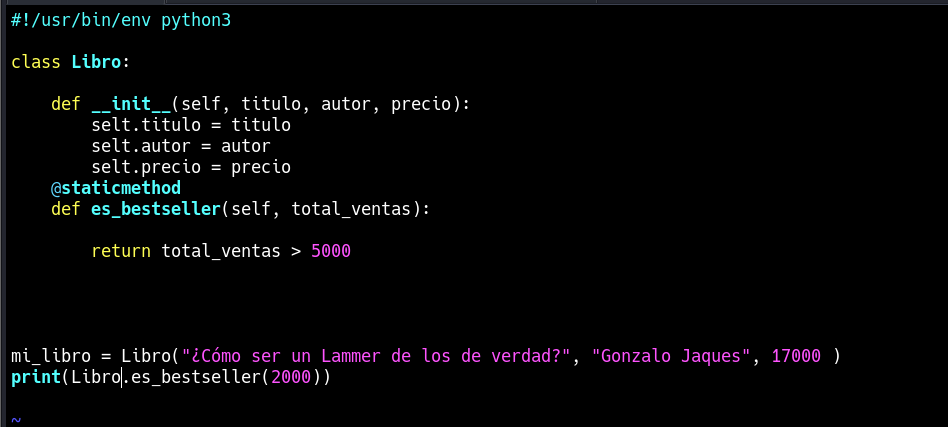 #!/usr/bin/env python3
class Libro:
def __init__(self, titulo, autor, precio):
selt.titulo = titulo
selt.autor = autor
selt.precio = precio
@staticmethod
def es_bestseller(self, total_ventas):
return total_ventas > 5000
mi_libro = Libro("¿Cómo ser un Lammer de los de verdad?", "Gonzalo Jaques", 17000 )
print(Libro.es_bestseller(2000))
~